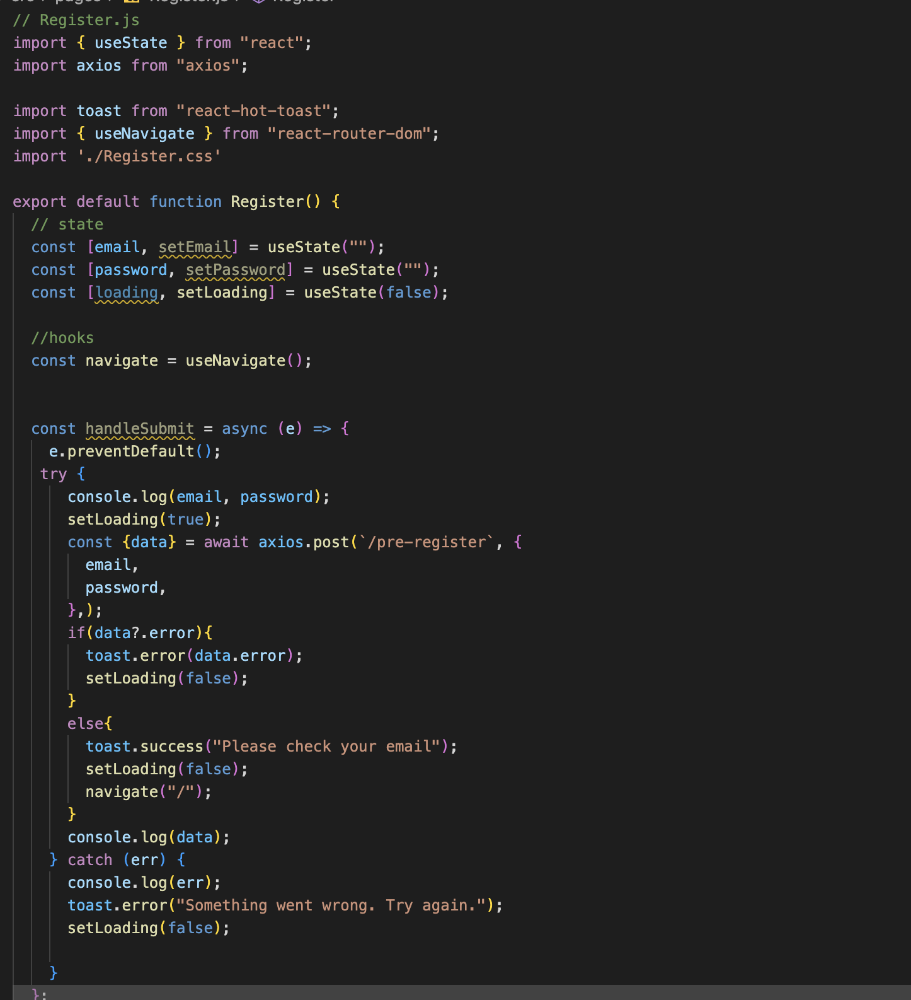 // Register.js
import { useState } from "react";
import axios from "axios";

import toast from "react-hot-toast";
import { useNavigate } from "react-router-dom";
import './Register.css'

export default function Register() {
  // state
  const [email, setEmail] = useState("");
  const [password, setPassword] = useState("");
  const [loading, setLoading] = useState(false);

  //hooks
  const navigate = useNavigate();


  const handleSubmit = async (e) => {
    e.preventDefault();
   try {
      console.log(email, password);
      setLoading(true);
      const {data} = await axios.post(`/pre-register`, {
        email,
        password,
      },);
      if(data?.error){
        toast.error(data.error);
        setLoading(false);
      }
      else{
        toast.success("Please check your email");
        setLoading(false);
        navigate("/");
      }
      console.log(data);
    } catch (err) {
      console.log(err);
      toast.error("Something went wrong. Try again.");
      setLoading(false);

    }
  };